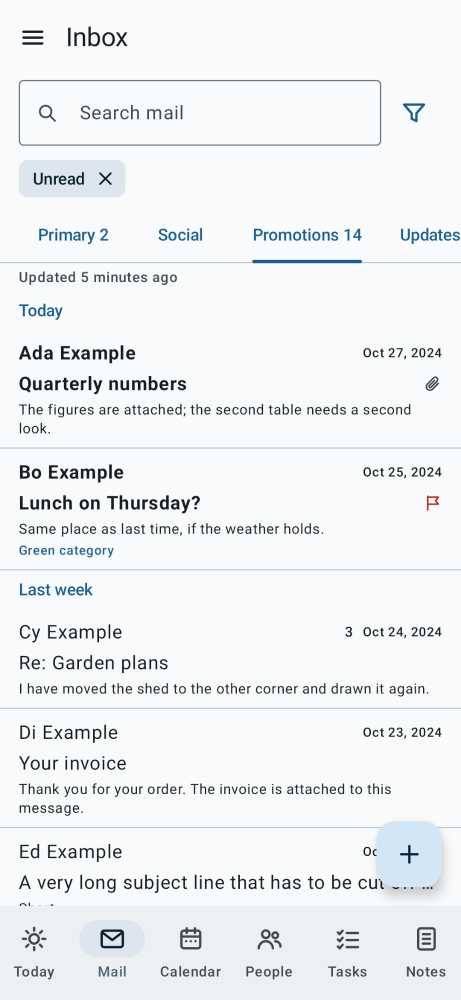 Inbox
Search mail
Unread
Primary 2
Social
Promotions 14
Updates
Updated 5 minutes ago
Today
Ada Example
Oct 27, 2024
Quarterly numbers
The figures are attached; the second table needs a second
look.
Bo Example
Oct 25, 2024
Lunch on Thursday?
Same place as last time, if the weather holds.
Green category
Last week
Cy Example
3 Oct 24, 2024
Re: Garden plans
I have moved the shed to the other corner and drawn it again.
Di Example
Oct 23, 2024
Your invoice
Thank you for your order. The invoice is attached to this
message.
Ed Example
A very long subject line that has to be cut
Today
Mail
Calendar
People
Tasks
Notes